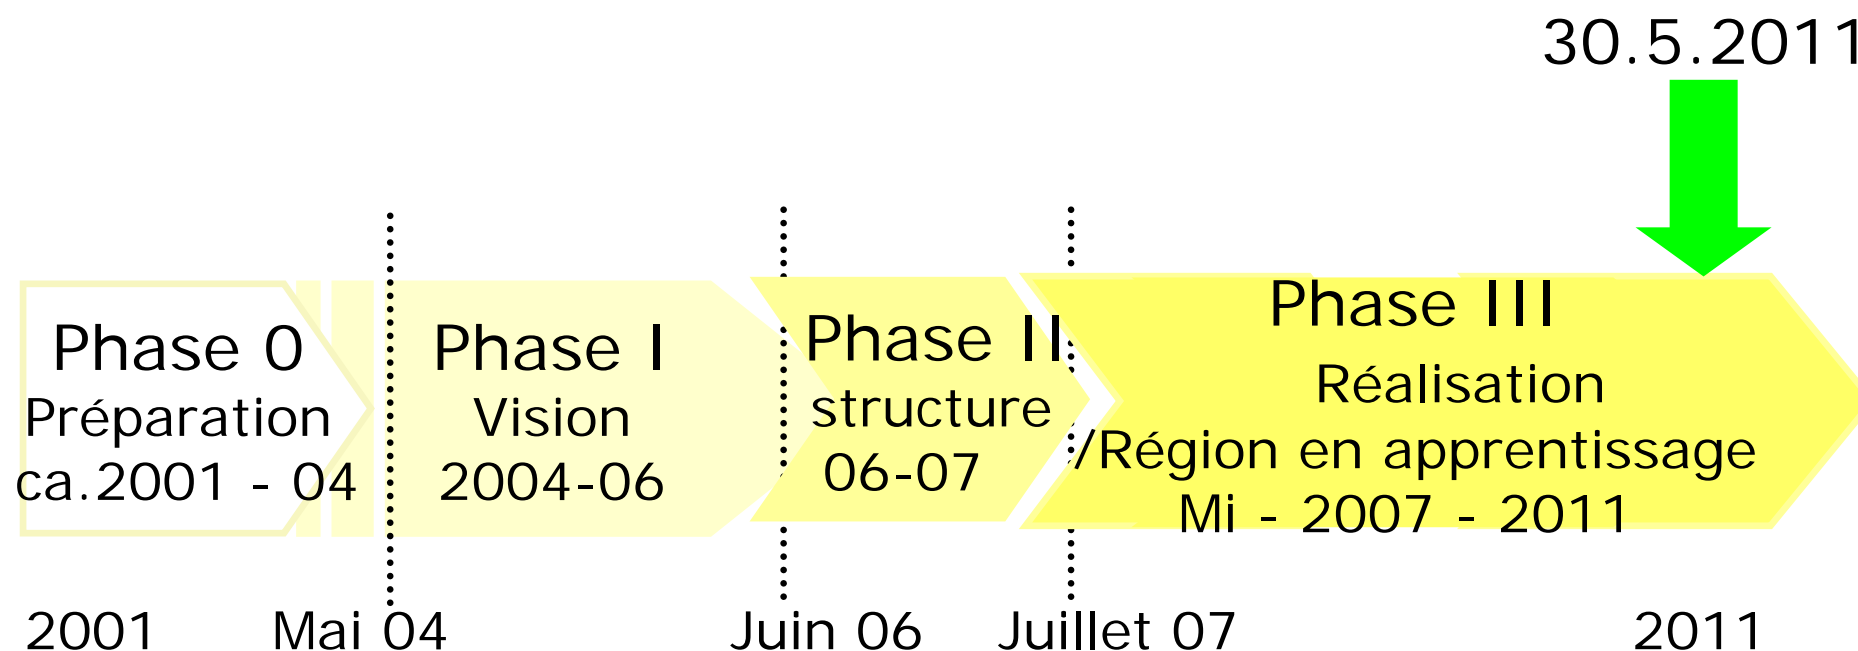 30.5.2011
Phase 0
Préparation
ca.2001 - 04
Phase I
Vision
2004-06
Phase II
structure
06-07
Phase III
Réalisation
/Région en apprentissage
Mi - 2007 - 2011
2001
Mai 04
Juin 06
Juillet 07
2011